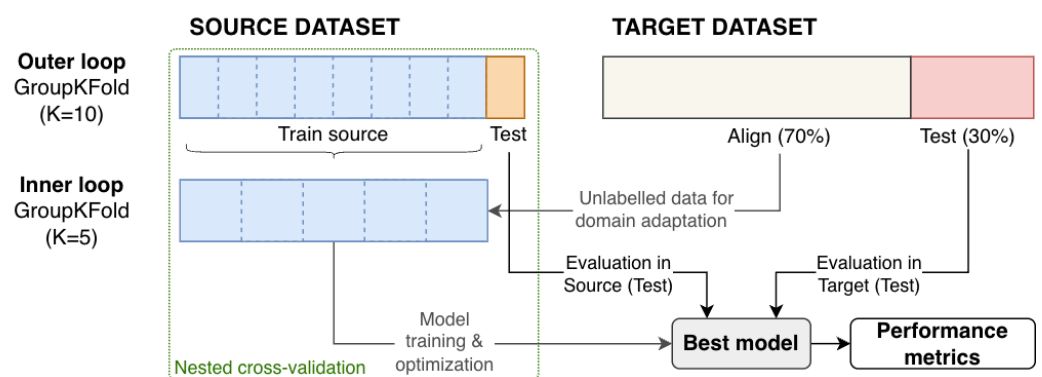 SOURCE DATASET
TARGET DATASET
Outer loop
GroupKFold
(K=10)
Train source
Test
Align (70%)
Test (30%)
Inner loop
GroupKFold
(K=5)
Unlabelled data for
domain adaptation
Evaluation in
Source (Test)
Evaluation in
Target (Test)
Model
training &
optimization
Best model
Performance
metrics
Nested cross-validation